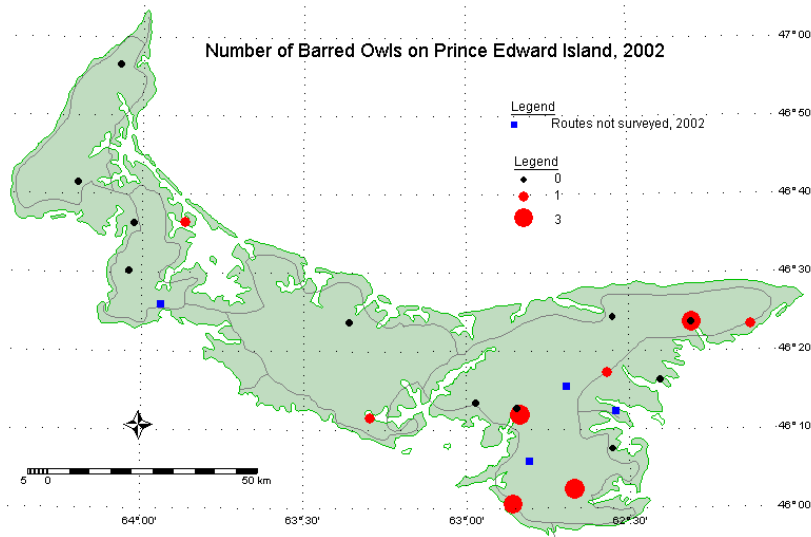 Number of Barred Owls on Prince Edward Island, 2002
47°00
46°50
Legend
Routes not surveyed, 2002
Legend
0
1
3
46°40
46°30
46°20
46°10
46°00
5 0 50 km
64°00' 63°30' 63°00' 62°30'